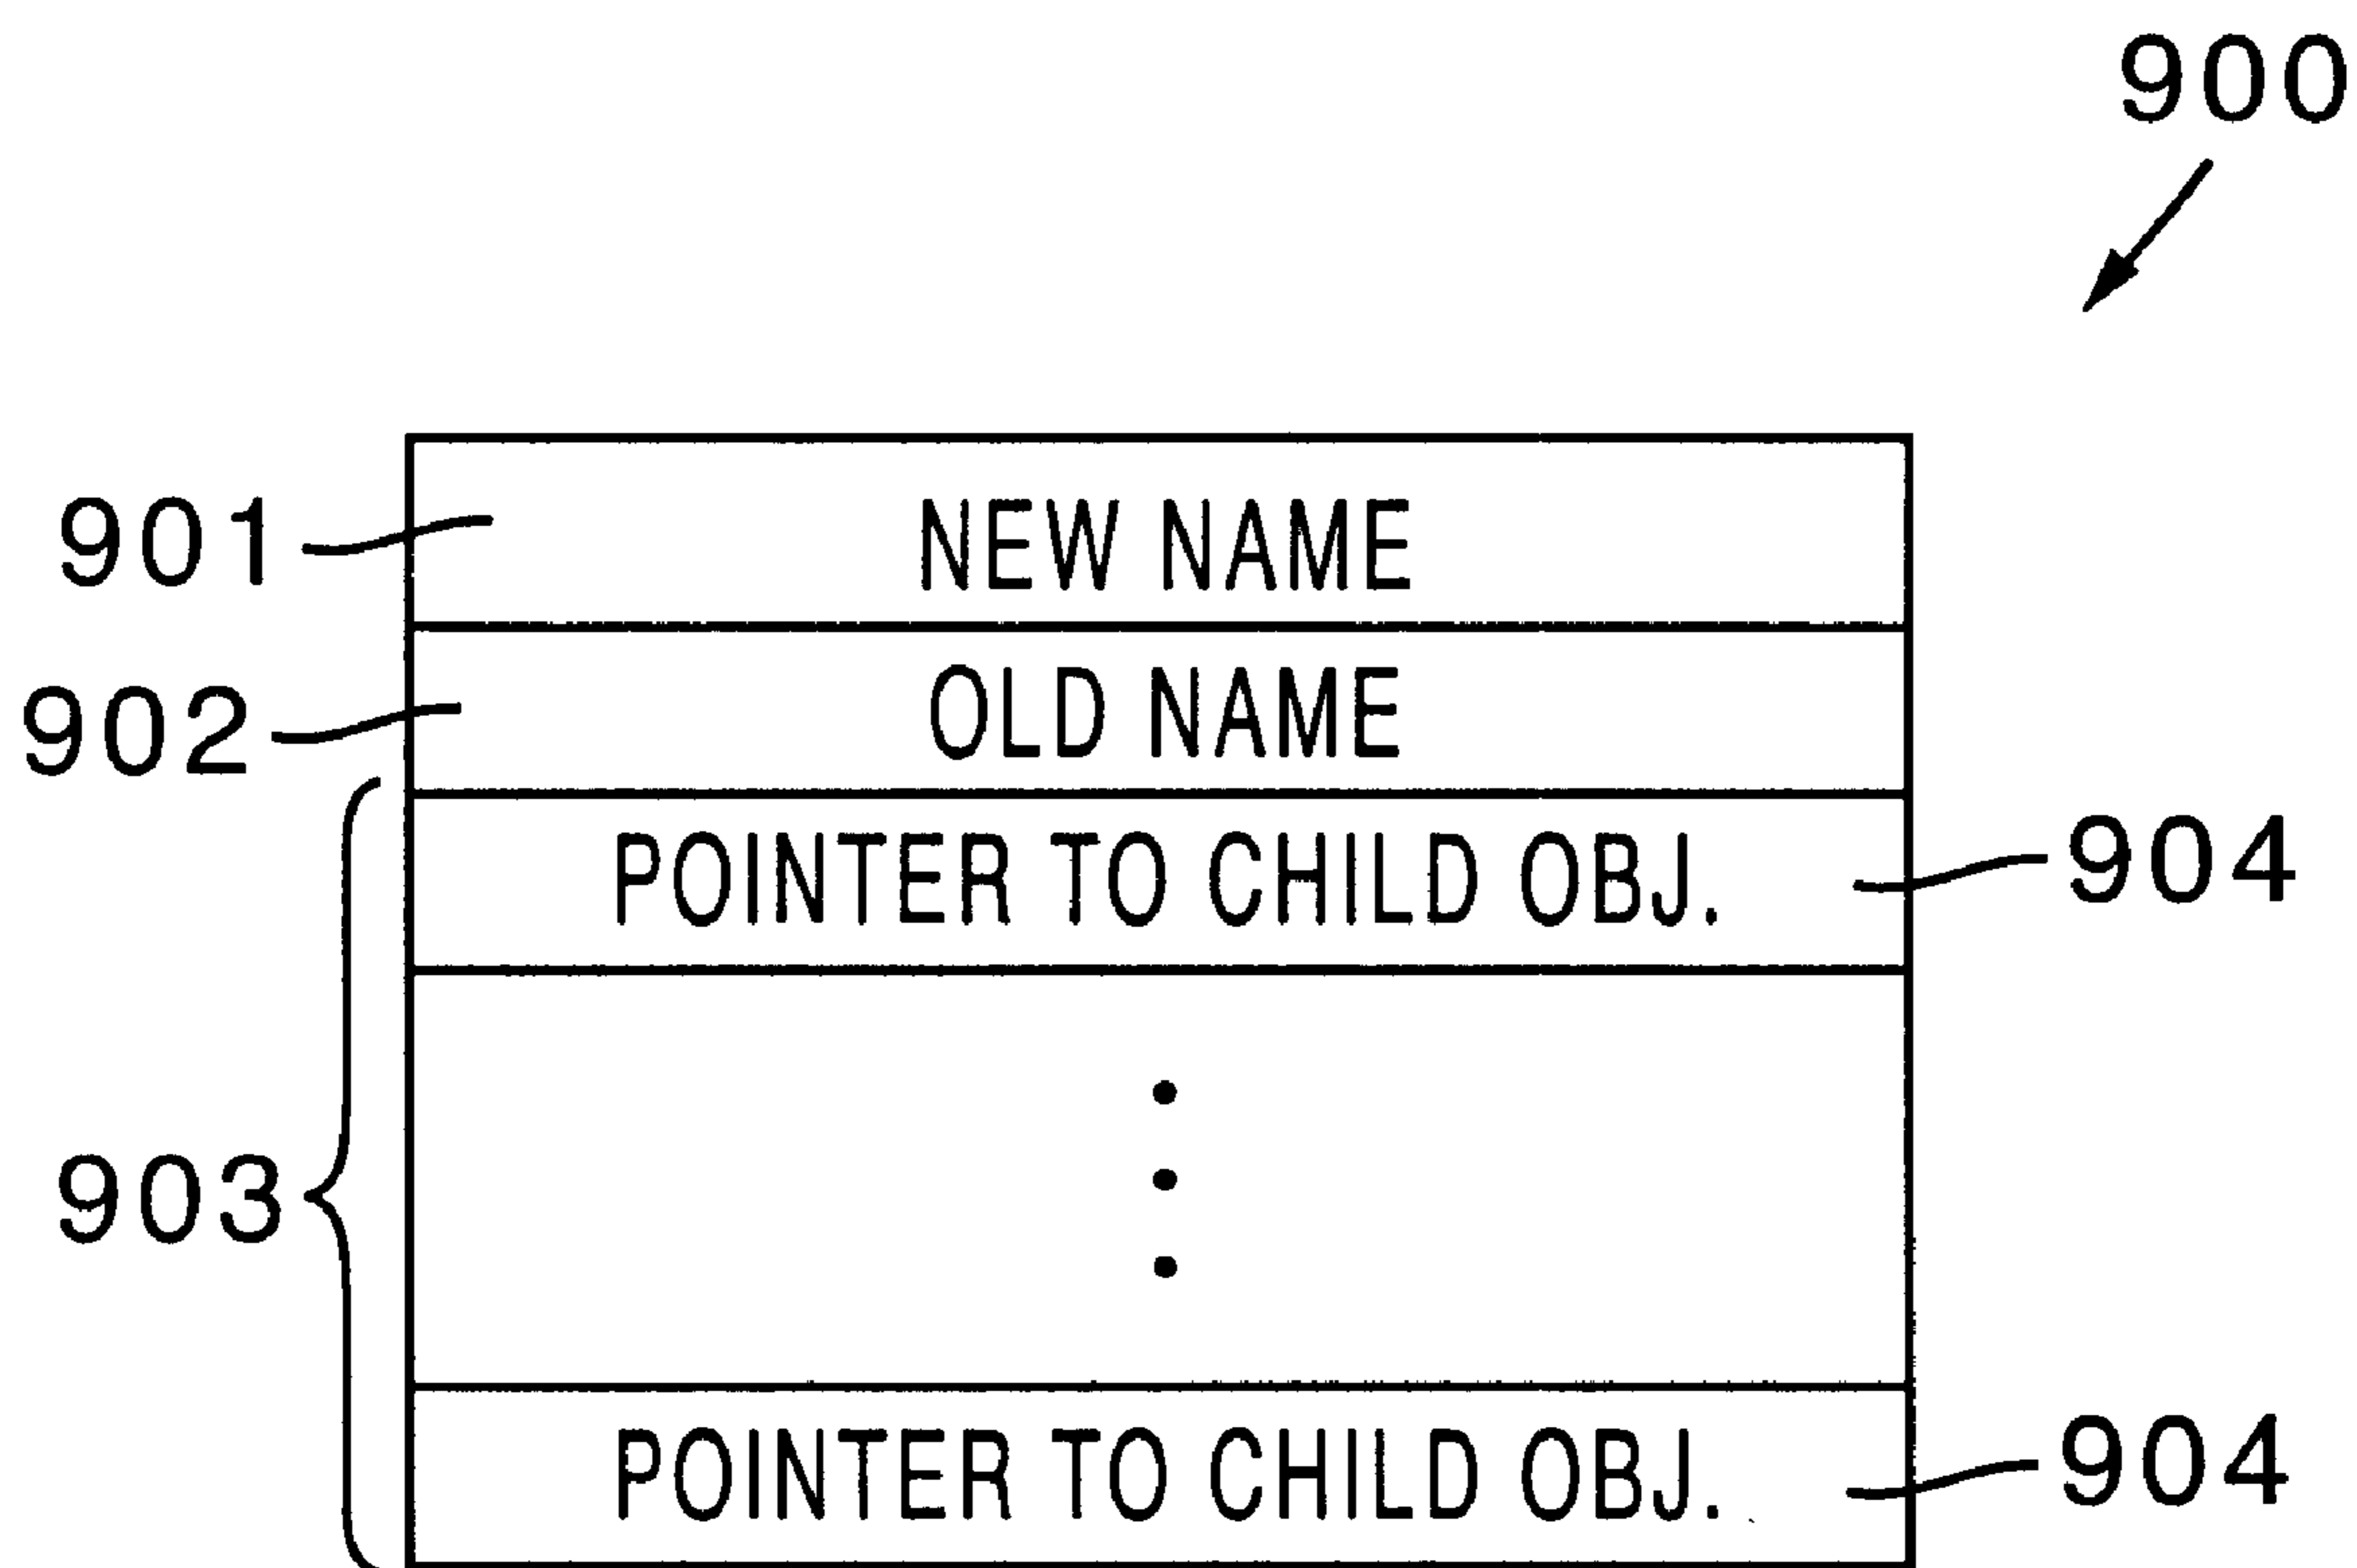 900
901 NEW NAME
902 OLD NAME
POINTER TO CHILD OBJ. 904
903
POINTER TO CHILD OBJ. 904